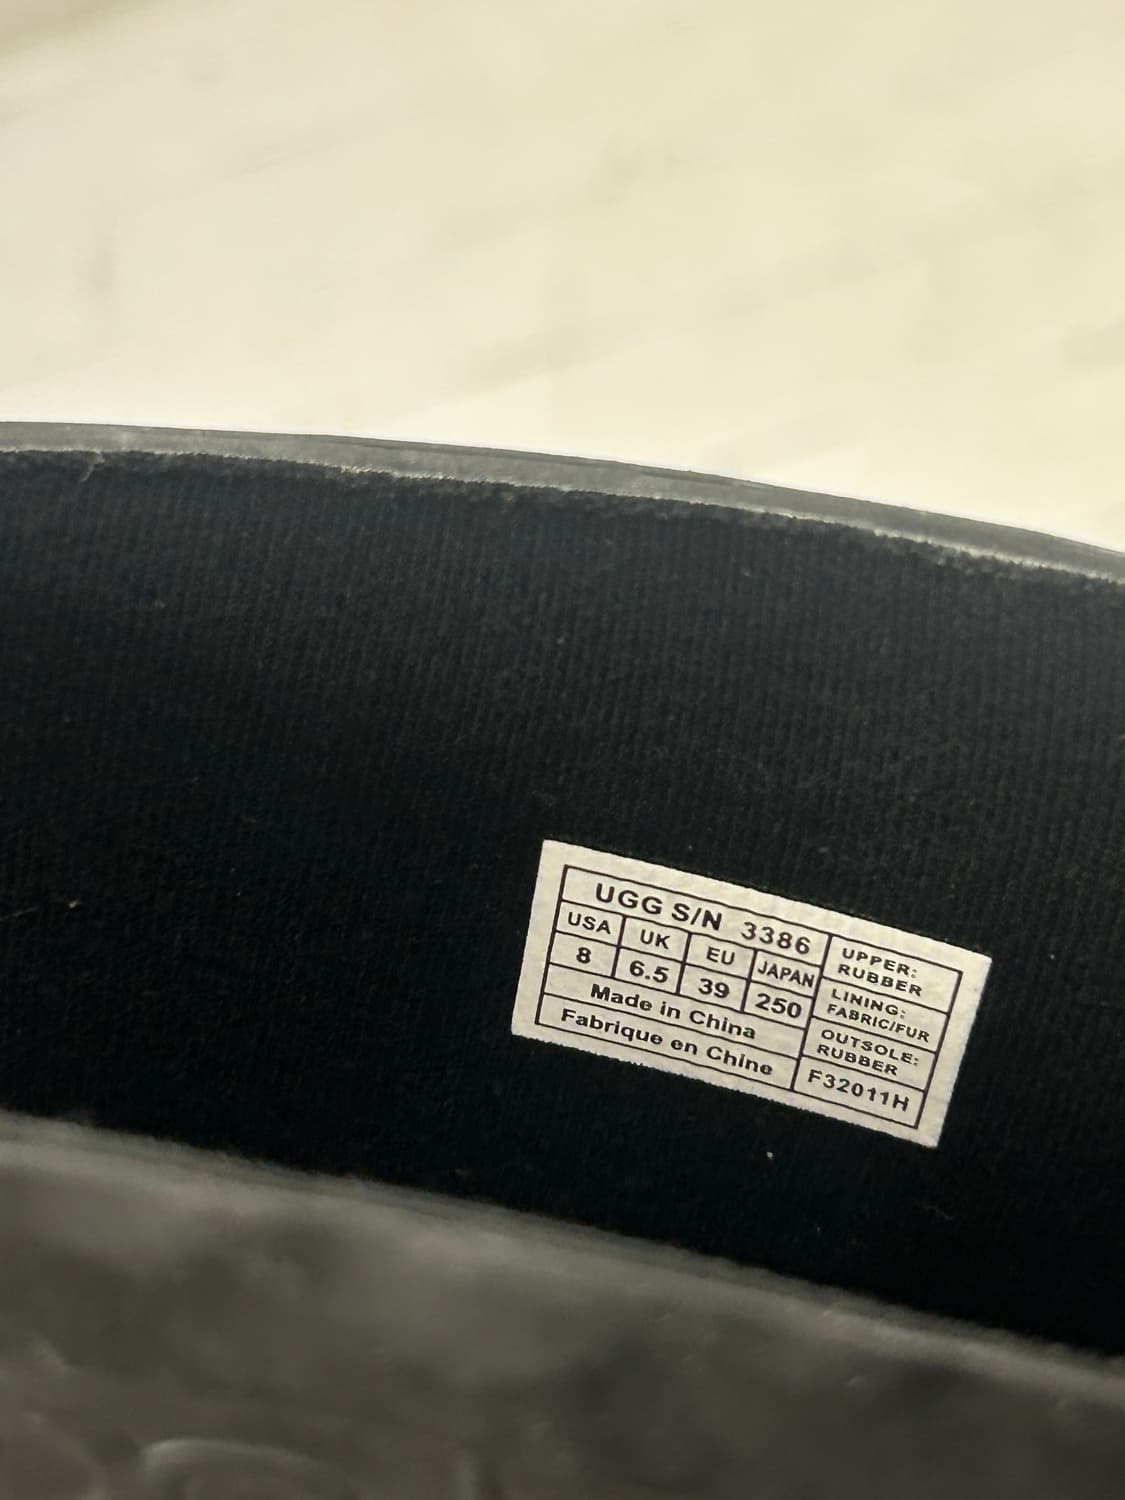 UGG S/N 3386
USA UK EU JAPAN
8 6.5 39 250
Made in China
Fabrique en Chine
UPPER:
RUBBER
LINING:
FABRIC/FUR
OUTSOLE:
RUBBER
F32011H